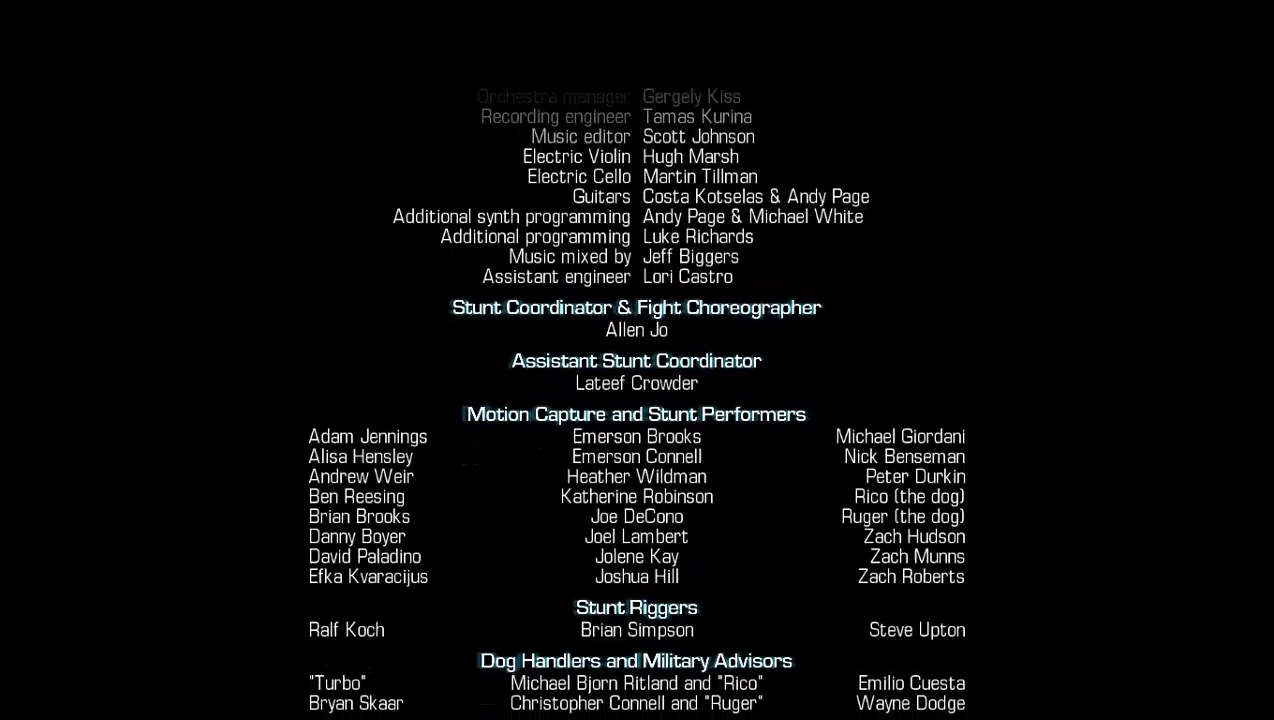 Orchestra manager Gergely Kiss
Recording engineer Tamas Kurina
Music editor Scott Johnson
Electric Violin Hugh Marsh
Electric Cello Martin Tillman
Guitars Costa Kotselas & Andy Page
Additional synth programming Andy Page & Michael White
Additional programming Luke Richards
Music mixed by Jeff Biggers
Assistant engineer Lori Castro
Stunt Coordinator & Fight Choreographer
Allen Jo
Assistant Stunt Coordinator
Lateef Crowder
Motion Capture and Stunt Performers
Adam Jennings Emerson Brooks Michael Giordani
Alisa Hensley Emerson Connell Nick Benseman
Andrew Weir Heather Wildman Peter Durkin
Ben Reesing Katherine Robinson Rico (the dog)
Brian Brooks Joe DeCono Ruger (the dog)
Danny Boyer Joel Lambert Zach Hudson
David Paladino Jolene Kay Zach Munns
Efka Kvaracijus Joshua Hill Zach Roberts
Stunt Riggers
Ralf Koch Brian Simpson Steve Upton
Dog Handlers and Military Advisors
"Turbo" Michael Bjorn Ritland and "Rico" Emilio Cuesta
Bryan Skaar Christopher Connell and "Ruger" Wayne Dodge